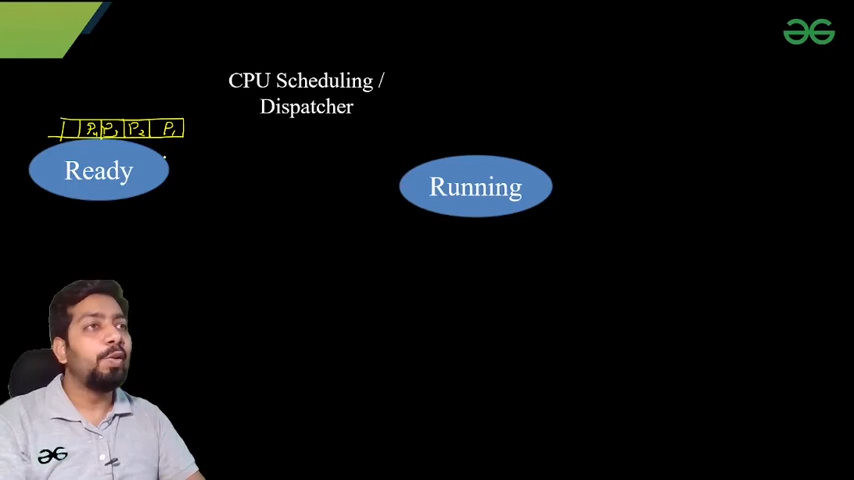 CPU Scheduling /
Dispatcher
P4 P3 P2 P1
Ready
Running